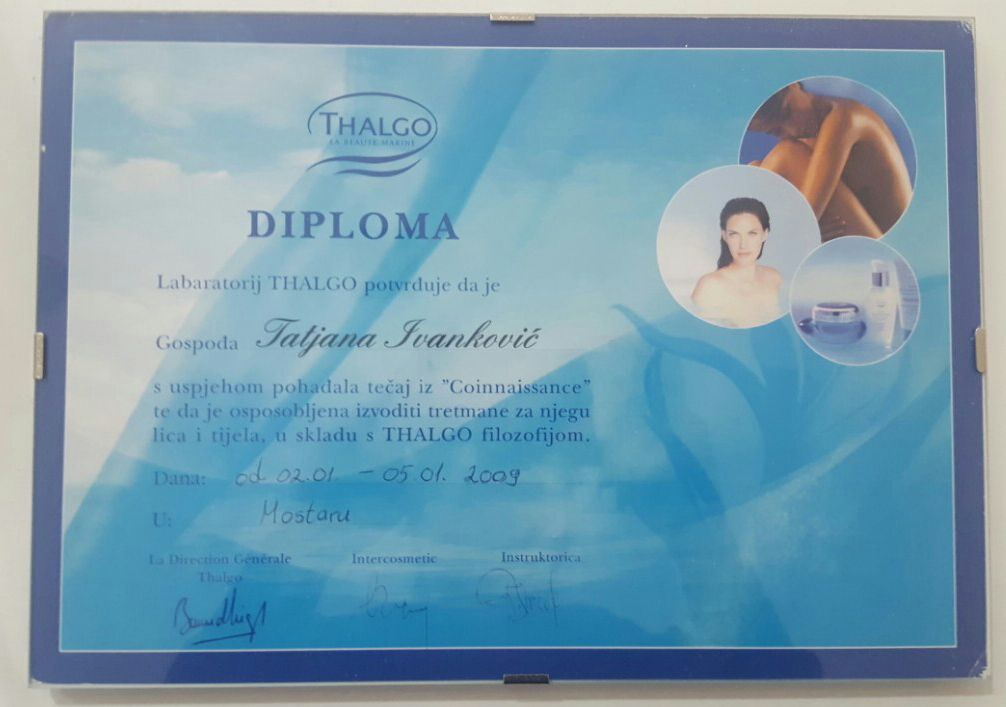 THALGO
LA BEAUTE MARINE
DIPLOMA
Labaratorij THALGO potvrđuje da je
Gospođa Tatjana Ivanković
s uspjehom pohađala tečaj iz "Coinnaissance"
te da je osposobljena izvoditi tretmane za njegu
lica i tijela, u skladu s THALGO filozofijom.
Dana: od 02.01. – 05.01. 2009
U: Mostaru
La Direction Générale Intercosmetic Instruktorica
Thalgo